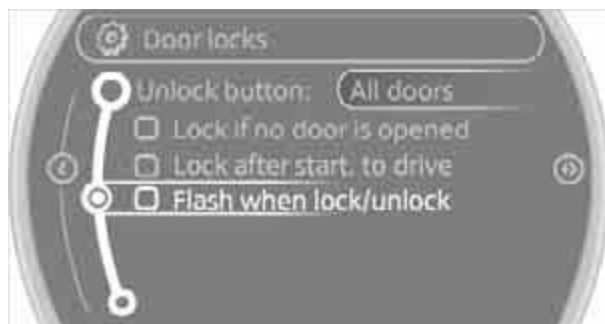 Door locks
Unlock button: All doors
Lock if no door is opened
Lock after start. to drive
Flash when lock/unlock